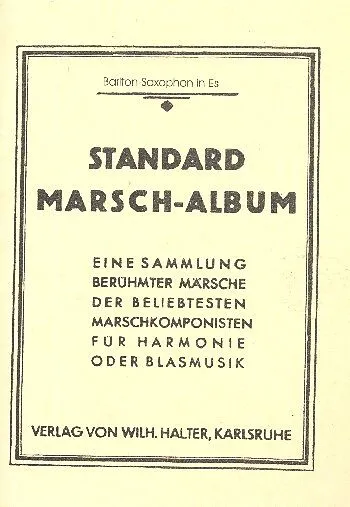 Bariton Saxophon in Es
STANDARD
MARSCH-ALBUM
EINE SAMMLUNG
BERÜHMTER MÄRSCHE
DER BELIEBTESTEN
MARSCHKOMPONISTEN
FÜR HARMONIE
ODER BLASMUSIK
VERLAG VON WILH. HALTER, KARLSRUHE